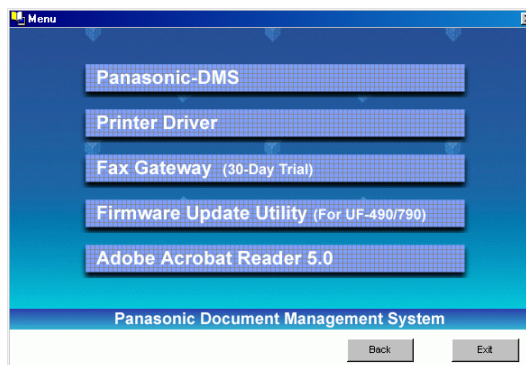 Menu
Panasonic-DMS
Printer Driver
Fax Gateway (30-Day Trial)
Firmware Update Utility (For UF-490/790)
Adobe Acrobat Reader 5.0
Panasonic Document Management System
Back Exit